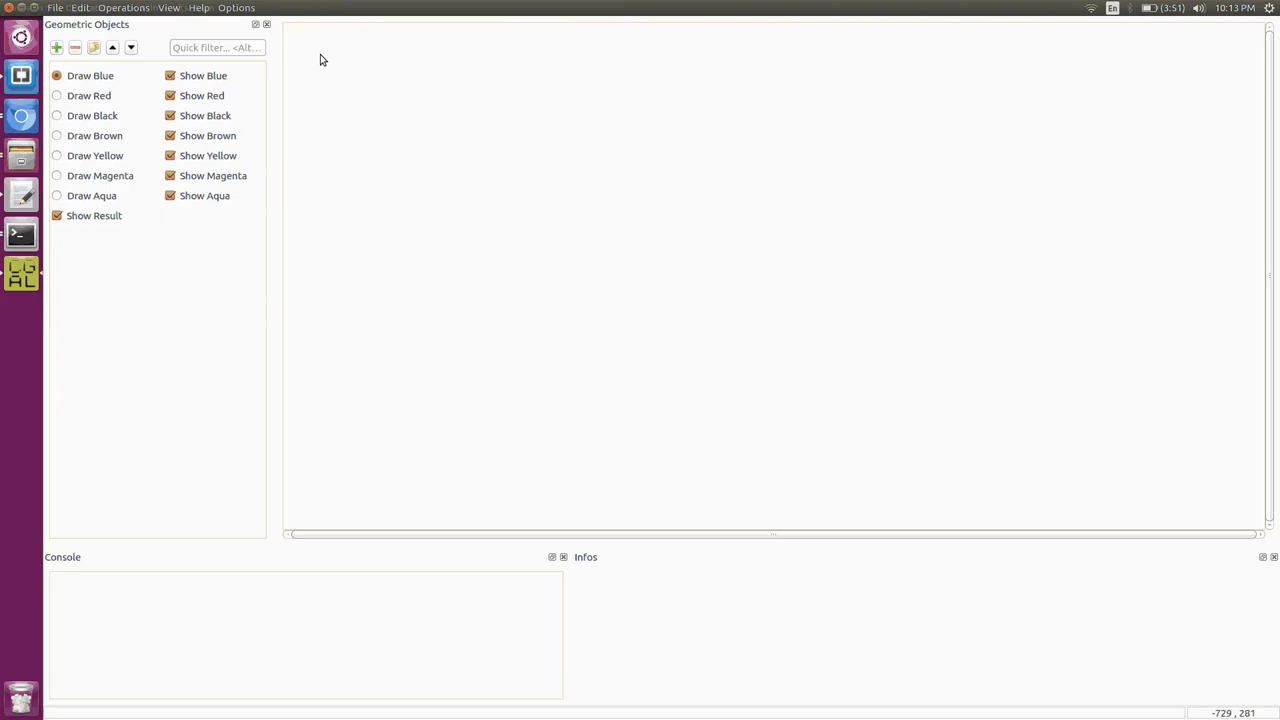 File Edit Operations View Help Options
En (3:51) 10:13 PM
Geometric Objects
Quick filter... <Alt...
Draw Blue Show Blue
Draw Red Show Red
Draw Black Show Black
Draw Brown Show Brown
Draw Yellow Show Yellow
Draw Magenta Show Magenta
Draw Aqua Show Aqua
Show Result
CG
AL
Console Infos
-729 , 281